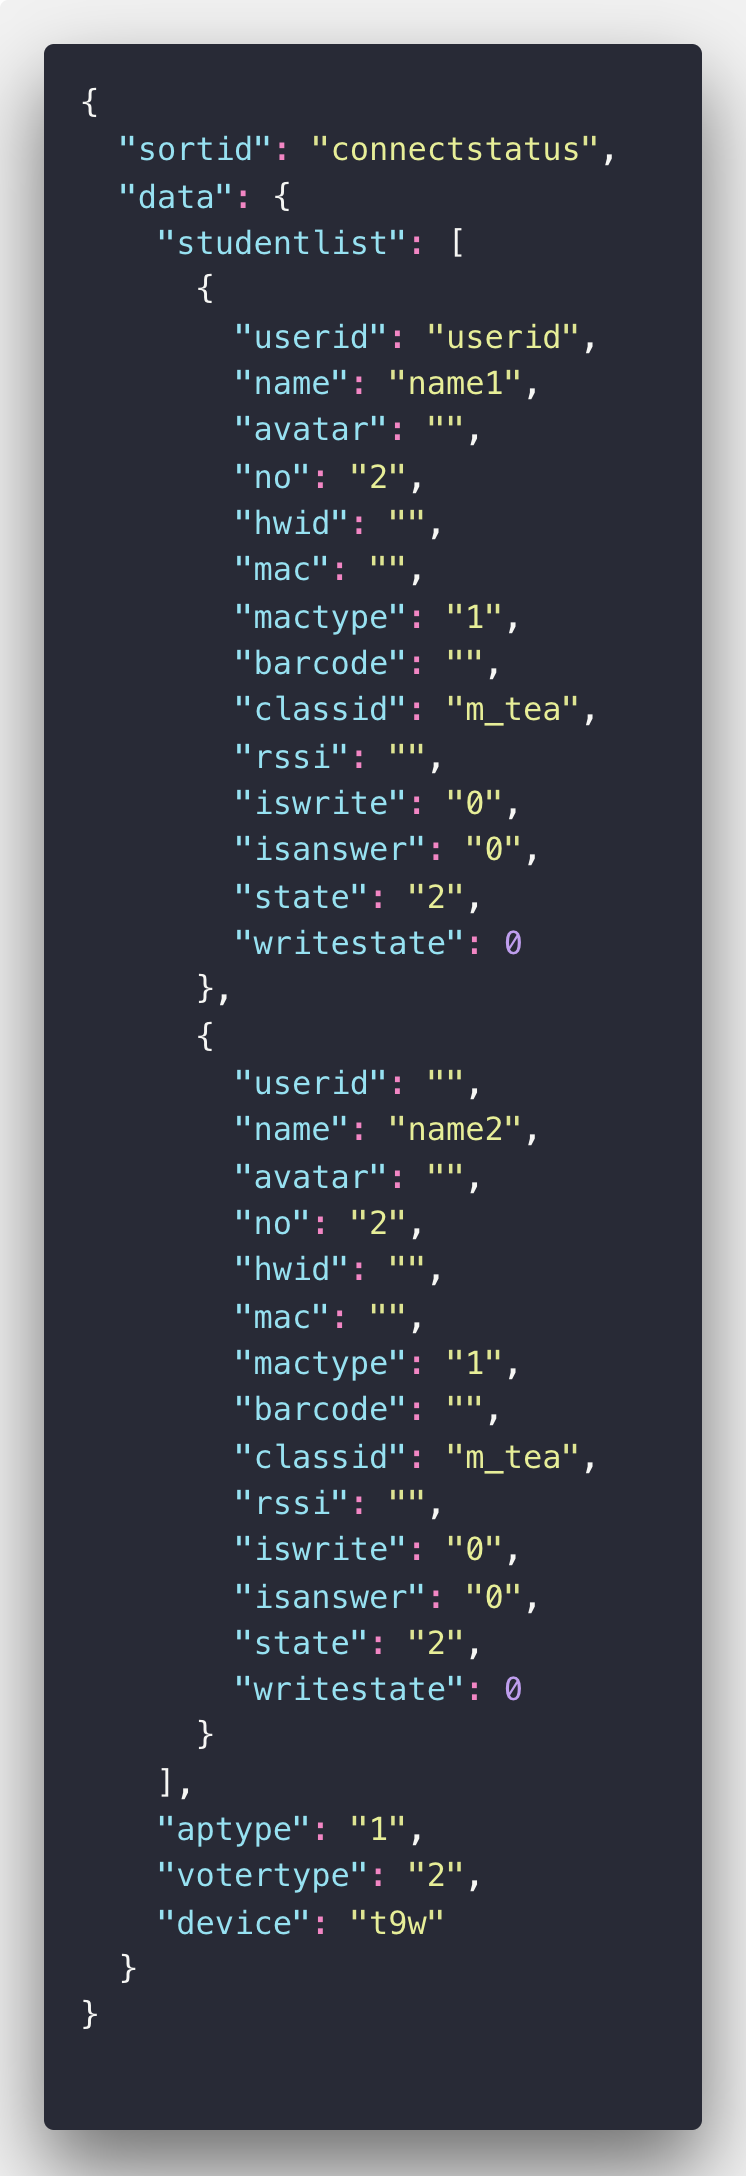 {
  "sortid": "connectstatus",
  "data": {
    "studentlist": [
      {
        "userid": "userid",
        "name": "name1",
        "avatar": "",
        "no": "2",
        "hwid": "",
        "mac": "",
        "mactype": "1",
        "barcode": "",
        "classid": "m_tea",
        "rssi": "",
        "iswrite": "0",
        "isanswer": "0",
        "state": "2",
        "writestate": 0
      },
      {
        "userid": "",
        "name": "name2",
        "avatar": "",
        "no": "2",
        "hwid": "",
        "mac": "",
        "mactype": "1",
        "barcode": "",
        "classid": "m_tea",
        "rssi": "",
        "iswrite": "0",
        "isanswer": "0",
        "state": "2",
        "writestate": 0
      }
    ],
    "aptype": "1",
    "votertype": "2",
    "device": "t9w"
  }
}